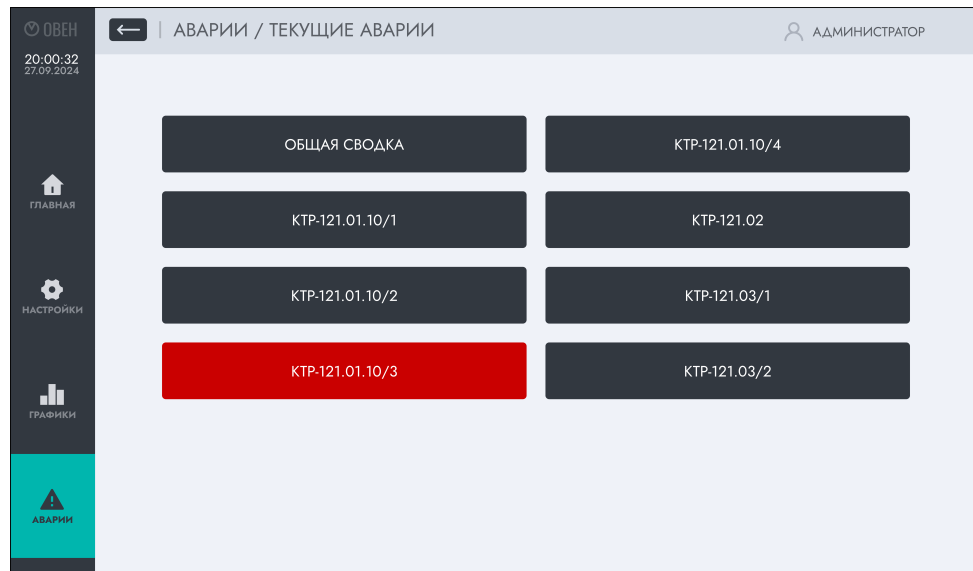 ОВЕН
20:00:32
27.09.2024
ГЛАВНАЯ
НАСТРОЙКИ
ГРАФИКИ
АВАРИИ
АВАРИИ / ТЕКУЩИЕ АВАРИИ
АДМИНИСТРАТОР
ОБЩАЯ СВОДКА
КТР-121.01.10/4
КТР-121.01.10/1
КТР-121.02
КТР-121.01.10/2
КТР-121.03/1
КТР-121.01.10/3
КТР-121.03/2